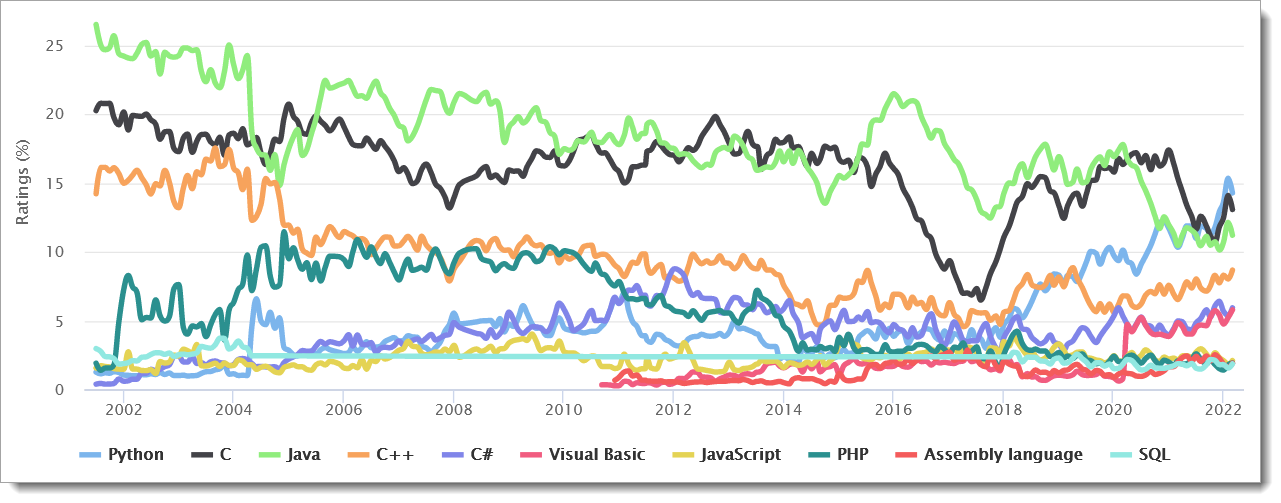 Ratings (%)
25
20
15
10
5
0
2002 2004 2006 2008 2010 2012 2014 2016 2018 2020 2022
Python C Java C++ C# Visual Basic JavaScript PHP Assembly language SQL